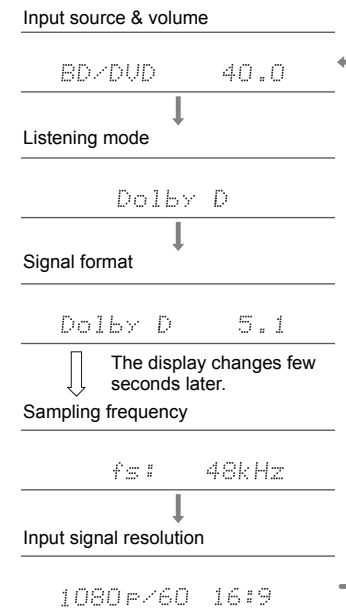 Input source & volume
BD/DVD 40.0
Listening mode
Dolby D
Signal format
Dolby D 5.1
The display changes few
seconds later.
Sampling frequency
fs: 48kHz
Input signal resolution
1080p/60 16:9